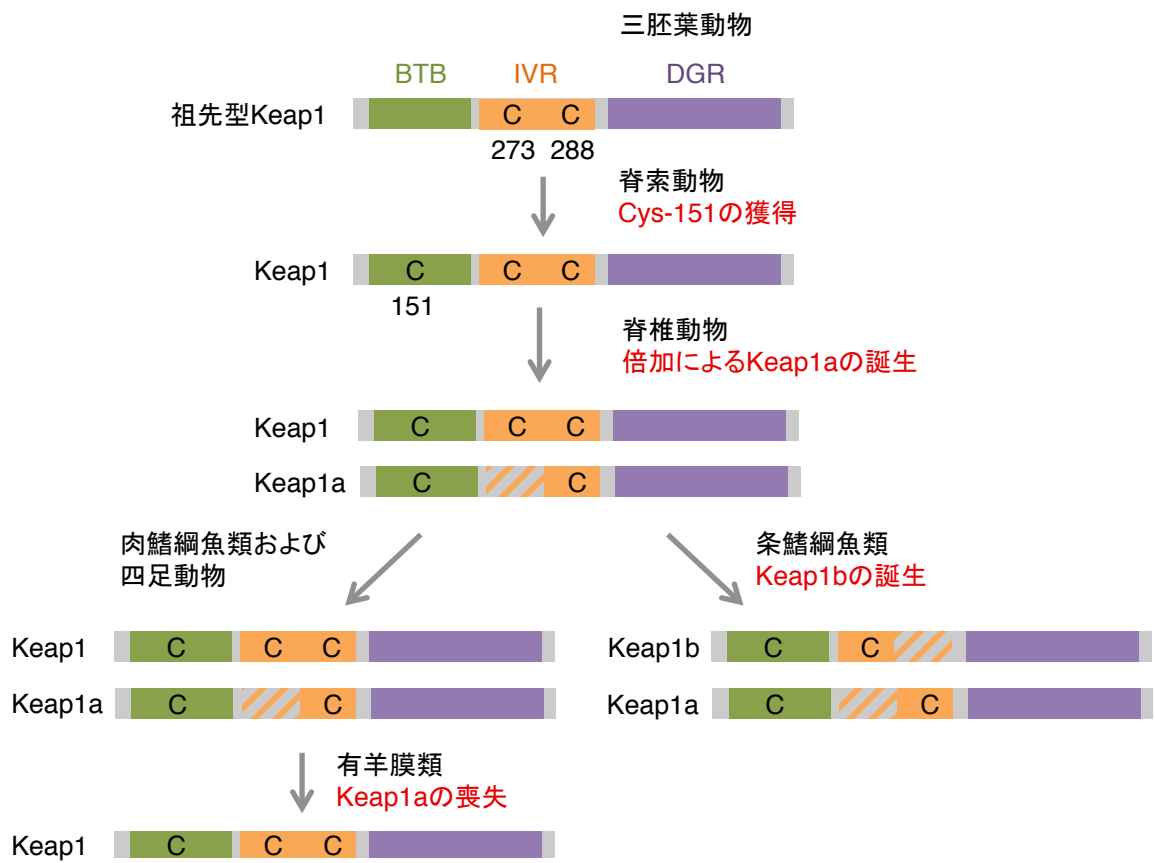 三胚葉動物
BTB IVR DGR
祖先型Keap1 C C
273 288
脊索動物
Cys-151の獲得
Keap1 C C C
151
脊椎動物
倍加によるKeap1aの誕生
Keap1 C C C
Keap1a C C
肉鰭綱魚類および
四足動物
条鰭綱魚類
Keap1bの誕生
Keap1 C C C
Keap1b C C
Keap1a C C
Keap1a C C
有羊膜類
Keap1aの喪失
Keap1 C C C